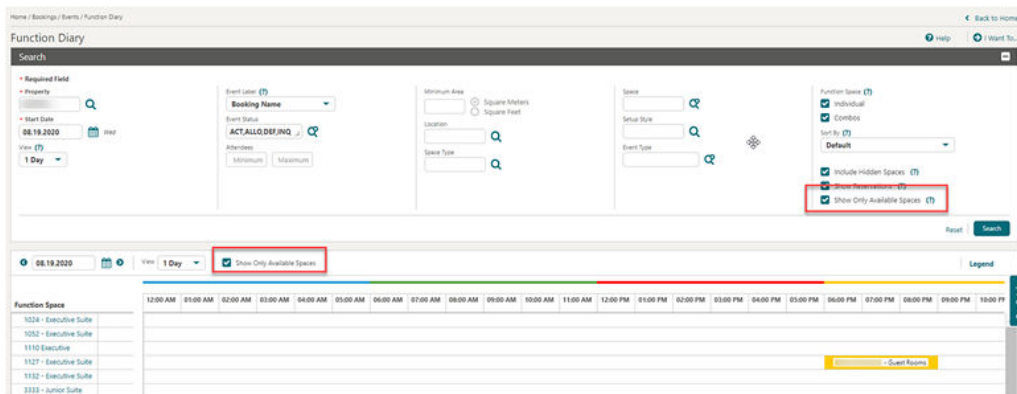 Home / Bookings / Events / Function Diary
Back to Home
Function Diary
Help
I Want To...
Search
* Required Field
* Property
* Start Date
08.19.2020
Wed
View (?)
1 Day
Event Label (?)
Booking Name
Event Status
ACT,ALLO,DEF,INQ
Attendees
Minimum
Maximum
Minimum Area
Square Meters
Square Feet
Location
Space Type
Space
Setup Style
Event Type
Function Space (?)
Individual
Combos
Sort By (?)
Default
Include Hidden Spaces (?)
Show Reservations (?)
Show Only Available Spaces (?)
Reset
Search
08.19.2020
View
1 Day
Show Only Available Spaces
Legend
Function Space
12:00 AM 01:00 AM 02:00 AM 03:00 AM 04:00 AM 05:00 AM 06:00 AM 07:00 AM 08:00 AM 09:00 AM 10:00 AM 11:00 AM 12:00 PM 01:00 PM 02:00 PM 03:00 PM 04:00 PM 05:00 PM 06:00 PM 07:00 PM 08:00 PM 09:00 PM 10:00 PM
1024 - Executive Suite
1052 - Executive Suite
1110 Executive
1127 - Executive Suite
- Guest Rooms
1132 - Executive Suite
3333 - Junior Suite